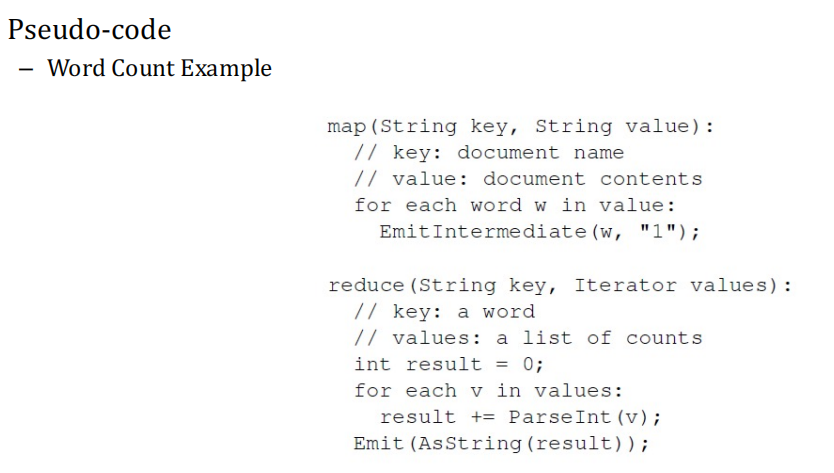 Pseudo-code
– Word Count Example
map(String key, String value):
// key: document name
// value: document contents
for each word w in value:
EmitIntermediate(w, "1");
reduce(String key, Iterator values):
// key: a word
// values: a list of counts
int result = 0;
for each v in values:
result += ParseInt(v);
Emit(AsString(result));